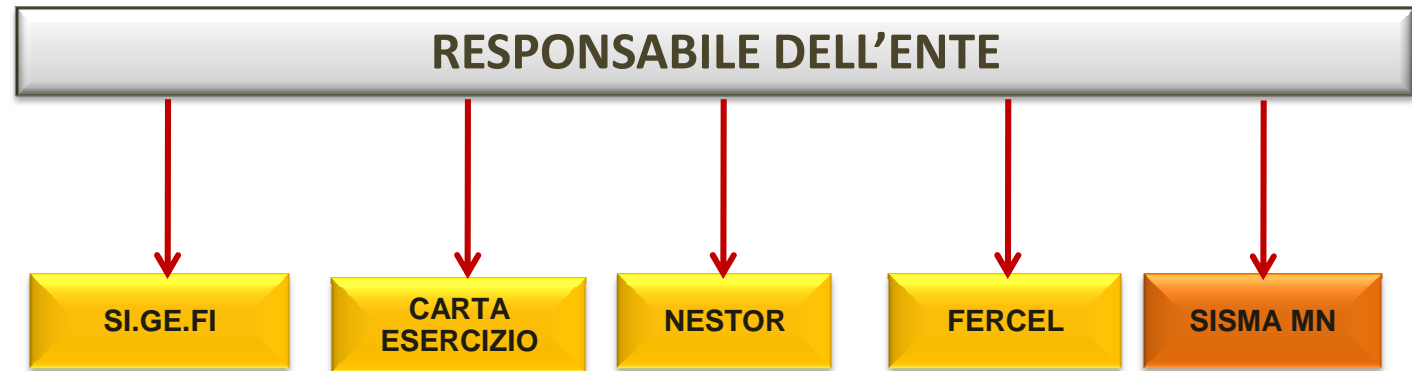 RESPONSABILE DELL’ENTE
SI.GE.FI
CARTA
ESERCIZIO
NESTOR
FERCEL
SISMA MN